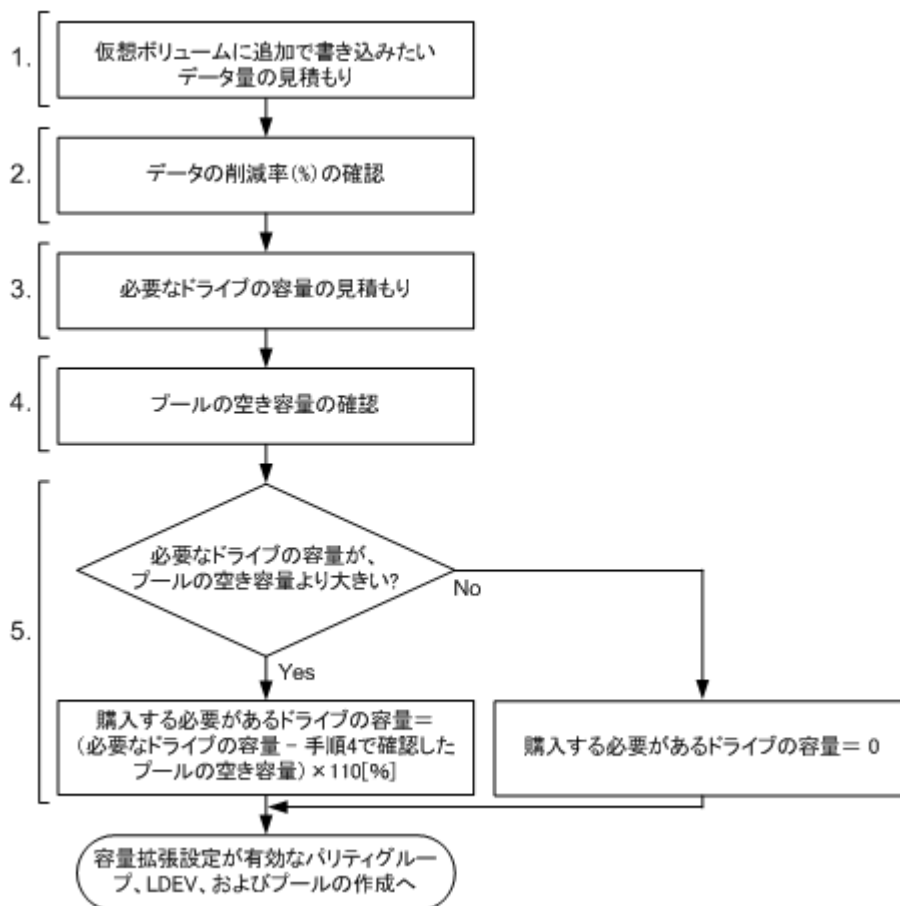 1.
仮想ボリュームに追加で書き込みたい
データ量の見積もり
2.
データの削減率(%)の確認
3.
必要なドライブの容量の見積もり
4.
プールの空き容量の確認
5.
必要なドライブの容量が、
プールの空き容量より大きい?
No
Yes
購入する必要があるドライブの容量＝
(必要なドライブの容量 − 手順4で確認した
プールの空き容量) × 110[%]
購入する必要があるドライブの容量＝ 0
容量拡張設定が有効なパリティグルー
プ、LDEV、およびプールの作成へ